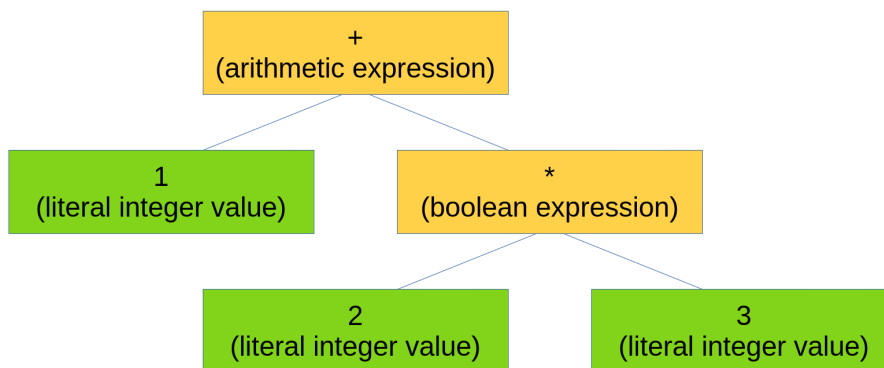 +
(arithmetic expression)
1
(literal integer value)
*
(boolean expression)
2
(literal integer value)
3
(literal integer value)